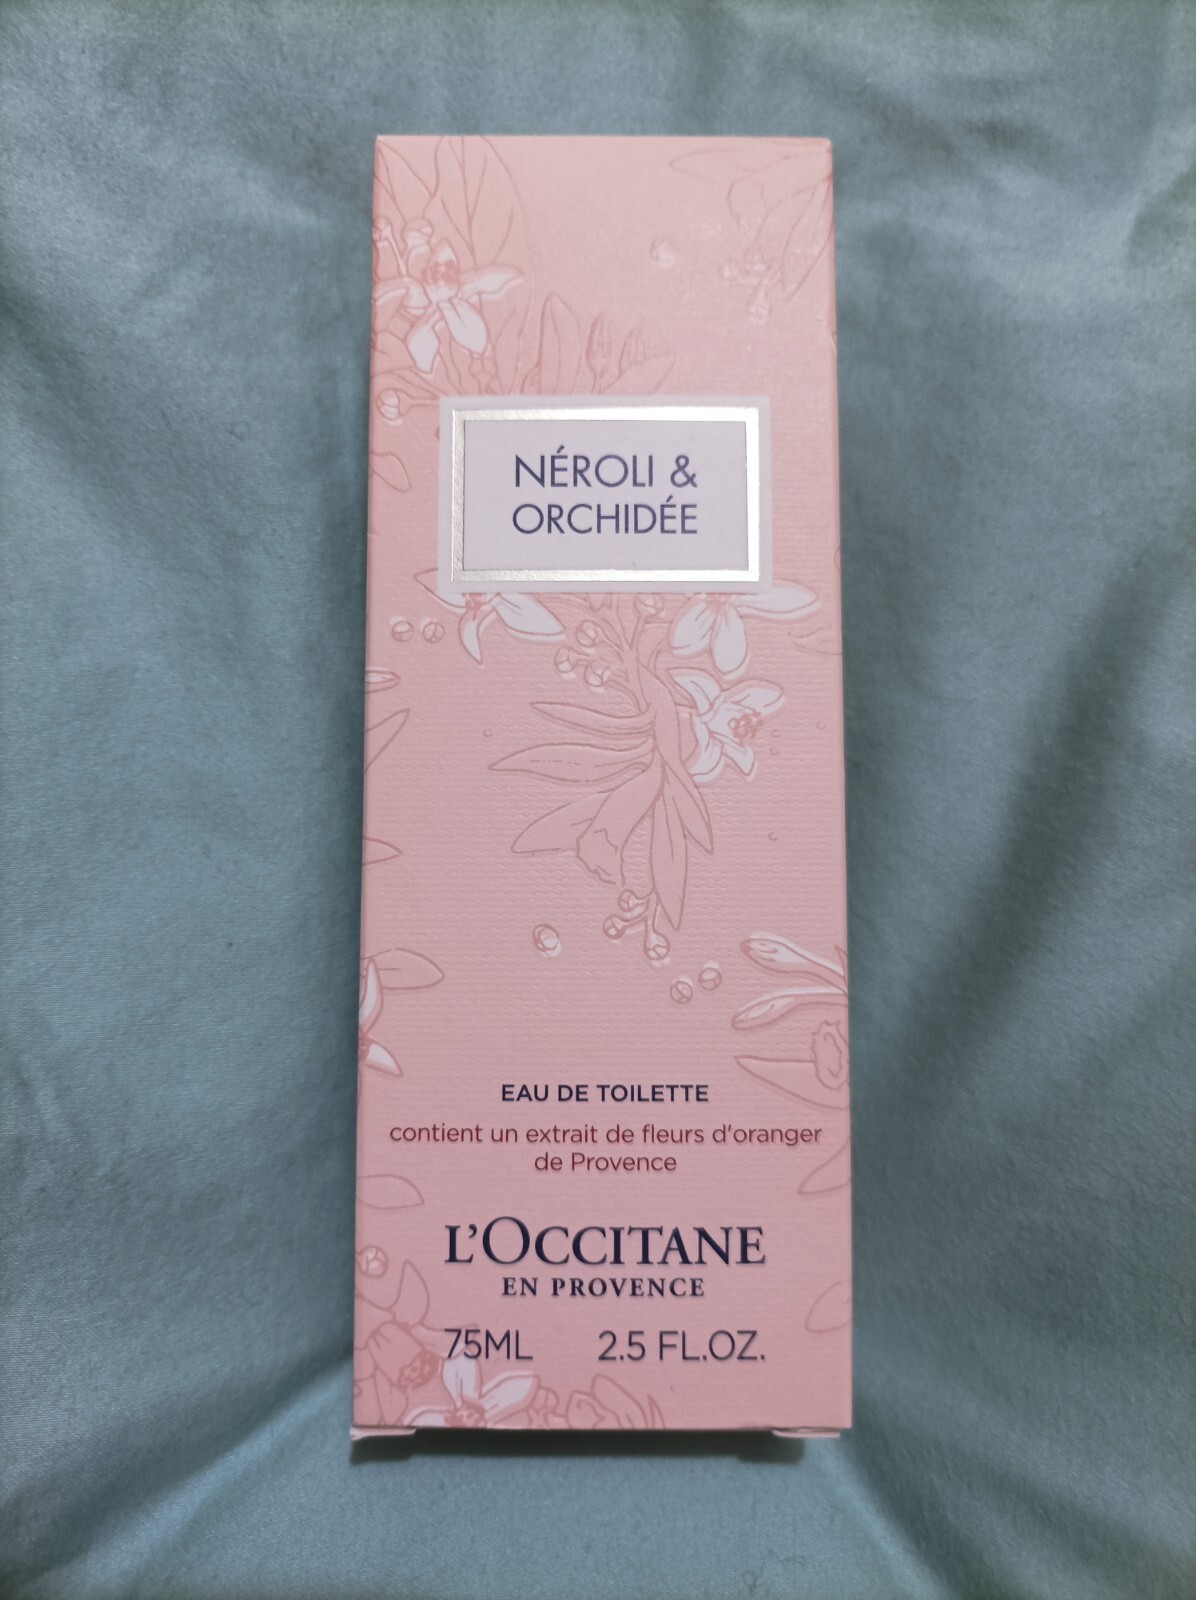 NÉROLI &
ORCHIDÉE
EAU DE TOILETTE
contient un extrait de fleurs d'oranger
de Provence
L'OCCITANE
EN PROVENCE
75ML 2.5 FL.OZ.